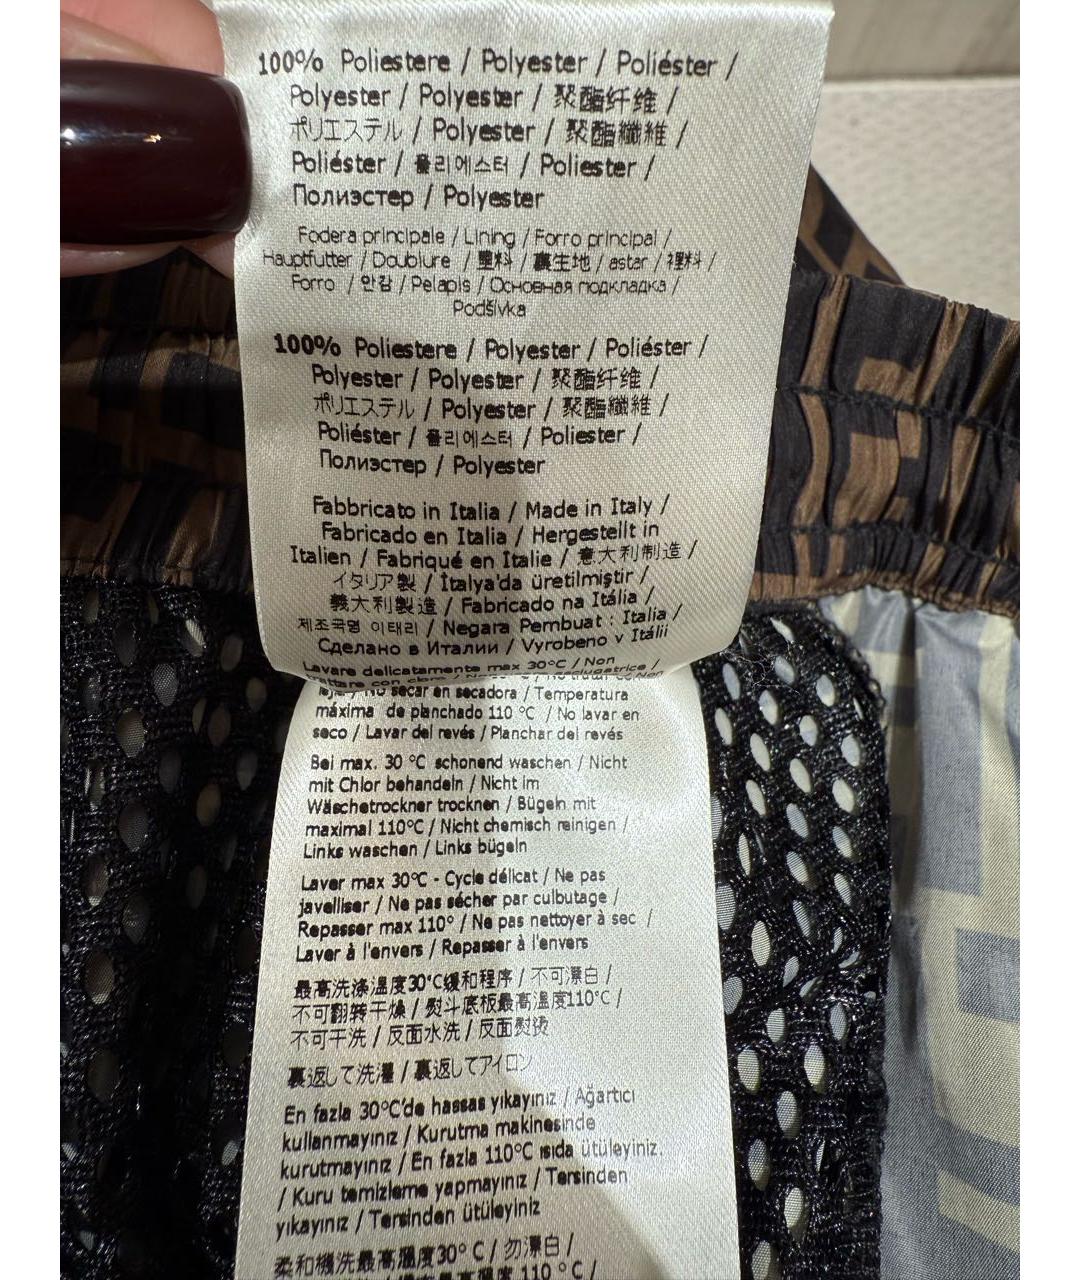 100% Poliestere / Polyester / Poliéster /
Polyester / Polyester / 聚酯纤维 /
ポリエステル / Polyester / 聚酯纖維 /
Poliéster / 폴리에스터 / Poliester /
Полиэстер / Polyester
Fodera principale / Lining / Forro principal /
Hauptfutter / Doublure / 里料 / 裏生地 / astar / 裡料 /
Forro / 안감 / Pelapis / Основная подкладка /
Podšívka
100% Poliestere / Polyester / Poliéster /
Polyester / Polyester / 聚酯纤维 /
ポリエステル / Polyester / 聚酯纖維 /
Poliéster / 폴리에스터 / Poliester /
Полиэстер / Polyester
Fabbricato in Italia / Made in Italy /
Fabricado en Italia / Hergestellt in
Italien / Fabriqué en Italie / 意大利制造 /
イタリア製 / İtalya'da üretilmiştir /
義大利製造 / Fabricado na Itália /
제조국명 이태리 / Negara Pembuat : Italia /
Сделано в Италии / Vyrobeno v Itálii
Lavare delicatamente max 30°C / Non
trattare con cloro /
No secar en secadora / Temperatura
máxima de planchado 110 °C / No lavar en
seco / Lavar del revés / Planchar del revés
Bei max. 30 °C schonend waschen / Nicht
mit Chlor behandeln / Nicht im
Wäschetrockner trocknen / Bügeln mit
maximal 110°C / Nicht chemisch reinigen /
Links waschen / Links bügeln
Laver max 30°C - Cycle délicat / Ne pas
javelliser / Ne pas sécher par culbutage /
Repasser max 110° / Ne pas nettoyer à sec /
Laver à l'envers / Repasser à l'envers
最高洗涤温度30°C缓和程序 / 不可漂白 /
不可翻转干燥 / 熨斗底板最高温度110°C /
不可干洗 / 反面水洗 / 反面熨烫
裏返して洗濯 / 裏返してアイロン
En fazla 30°C'de hassas yıkayınız / Ağartıcı
kullanmayınız / Kurutma makinesinde
kurutmayınız / En fazla 110°C ısıda ütüleyiniz.
/ Kuru temizleme yapmayınız / Tersinden
yıkayınız / Tersinden ütüleyiniz
柔和機洗最高溫度30° C / 勿漂白 /
110 ° C /